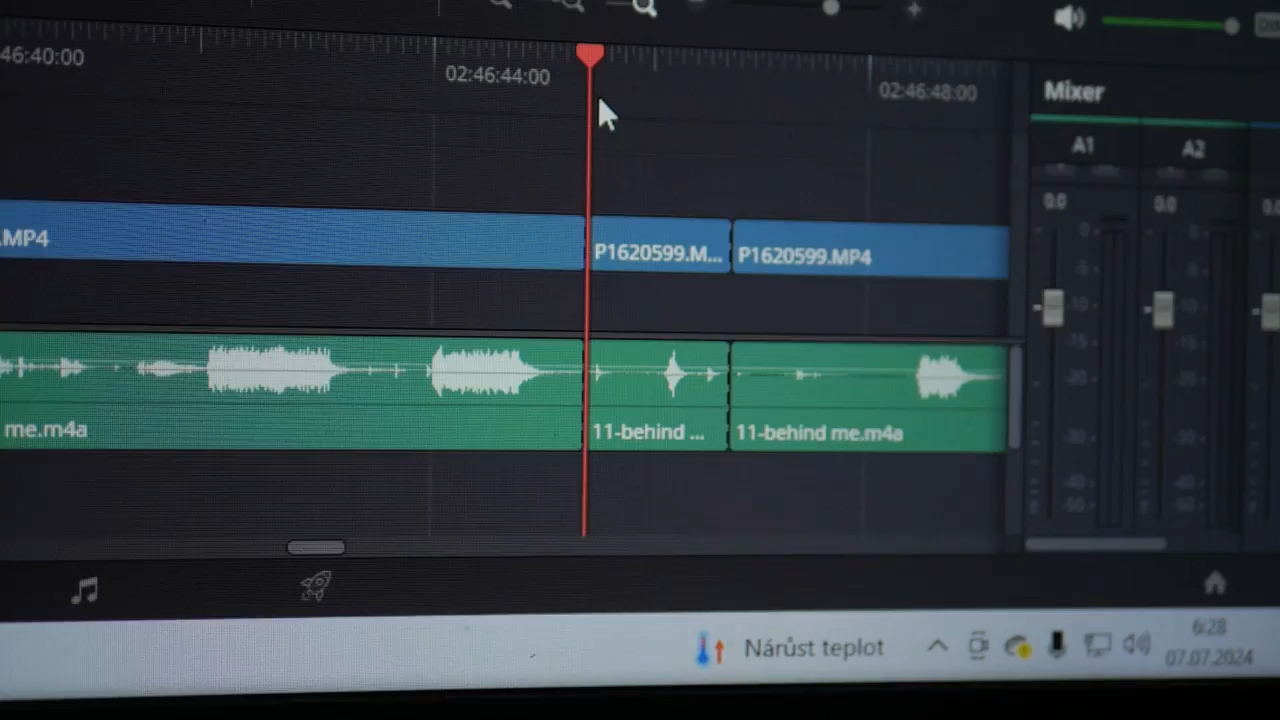 46:40:00
02:46:44:00
02:46:48:00
Mixer
A1
A2
0.0
0.0
.MP4
P1620599.M...
P1620599.MP4
me.m4a
11-behind ...
11-behind me.m4a
Nárůst teplot
6:28
07.07.2024